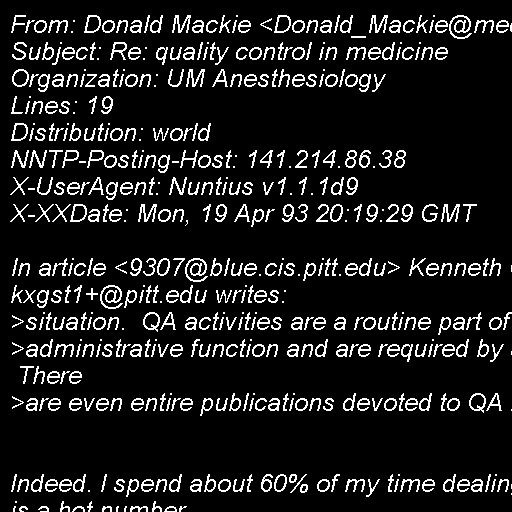 From: Donald Mackie <Donald_Mackie@med
Subject: Re: quality control in medicine
Organization: UM Anesthesiology
Lines: 19
Distribution: world
NNTP-Posting-Host: 141.214.86.38
X-UserAgent: Nuntius v1.1.1d9
X-XXDate: Mon, 19 Apr 93 20:19:29 GMT
In article <9307@blue.cis.pitt.edu> Kenneth
kxgst1+@pitt.edu writes:
>situation. QA activities are a routine part of
>administrative function and are required by
There
>are even entire publications devoted to QA
Indeed. I spend about 60% of my time dealing
is a hot number